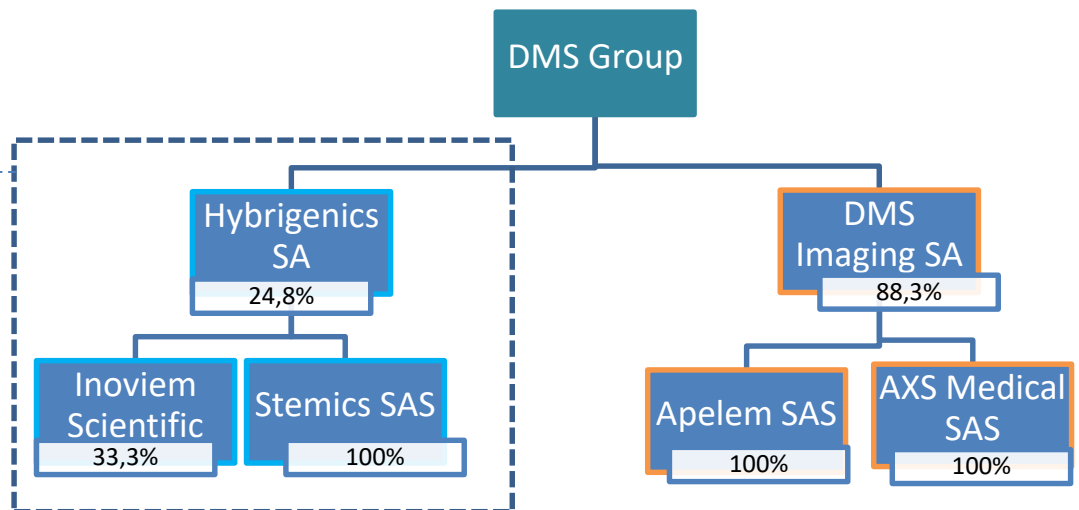 DMS Group
Hybrigenics
SA
24,8%
DMS
Imaging SA
88,3%
Inoviem
Scientific
33,3%
Stemics SAS
100%
Apelem SAS
100%
AXS Medical
SAS
100%